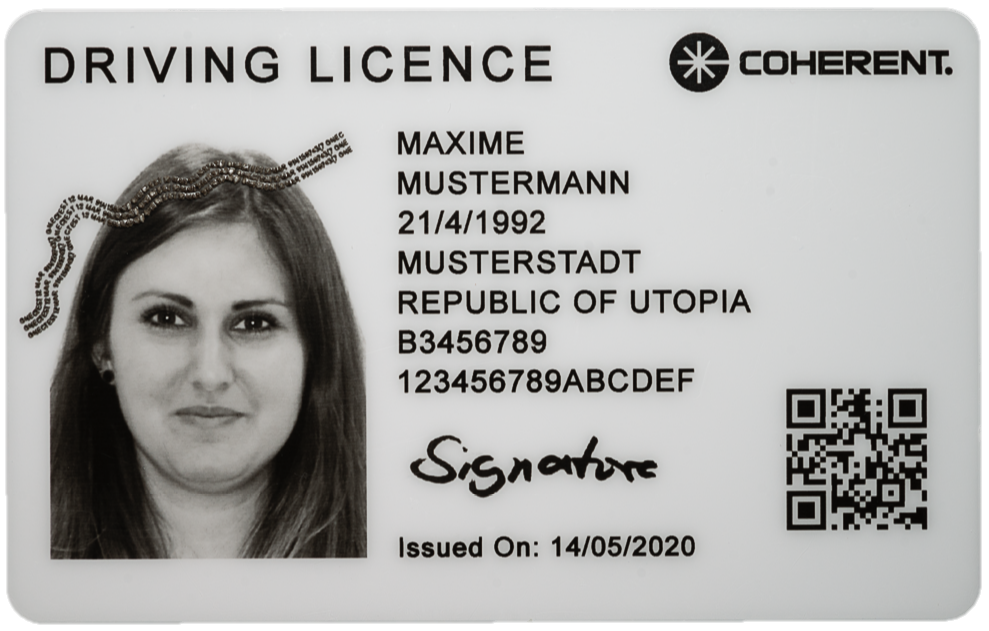 DRIVING LICENCE
COHERENT.
MAXIME
MUSTERMANN
21/4/1992
MUSTERSTADT
REPUBLIC OF UTOPIA
B3456789
123456789ABCDEF
Signature
Issued On: 14/05/2020